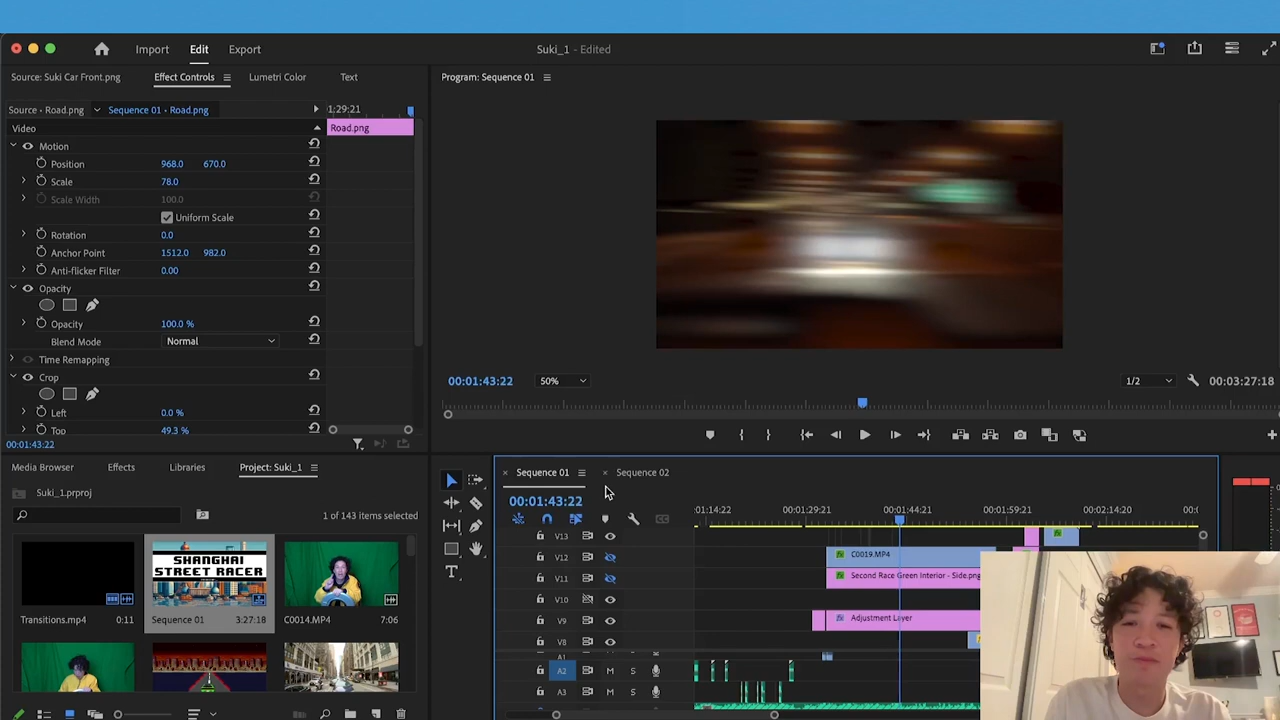 Import Edit Export Suki_1 - Edited
Source: Suki Car Front.png Effect Controls Lumetri Color Text
Program: Sequence 01
Source • Road.png Sequence 01 • Road.png
1:29:21
Video
Road.png
Motion
Position 968.0 670.0
Scale 78.0
Scale Width 100.0
Uniform Scale
Rotation 0.0
Anchor Point 1512.0 982.0
Anti-flicker Filter 0.00
Opacity
Opacity 100.0 %
Blend Mode Normal
Time Remapping
Crop
Left 0.0 %
Top 49.3 %
00:01:43:22
00:01:43:22 50% 1/2 00:03:27:18
Media Browser Effects Libraries Project: Suki_1
Suki_1.prproj
1 of 143 items selected
SHANGHAI
STREET RACER
Transitions.mp4 0:11
Sequence 01 3:27:18
C0014.MP4 7:06
× Sequence 01 × Sequence 02
00:01:43:22
:01:14:22 00:01:29:21 00:01:44:21 00:01:59:21 00:02:14:20 00:0
CC
V13
V12 C0019.MP4
V11 Second Race Green Interior - Side.png
V10
V9 Adjustment Layer
V8
A1
A2 M S
A3 M S